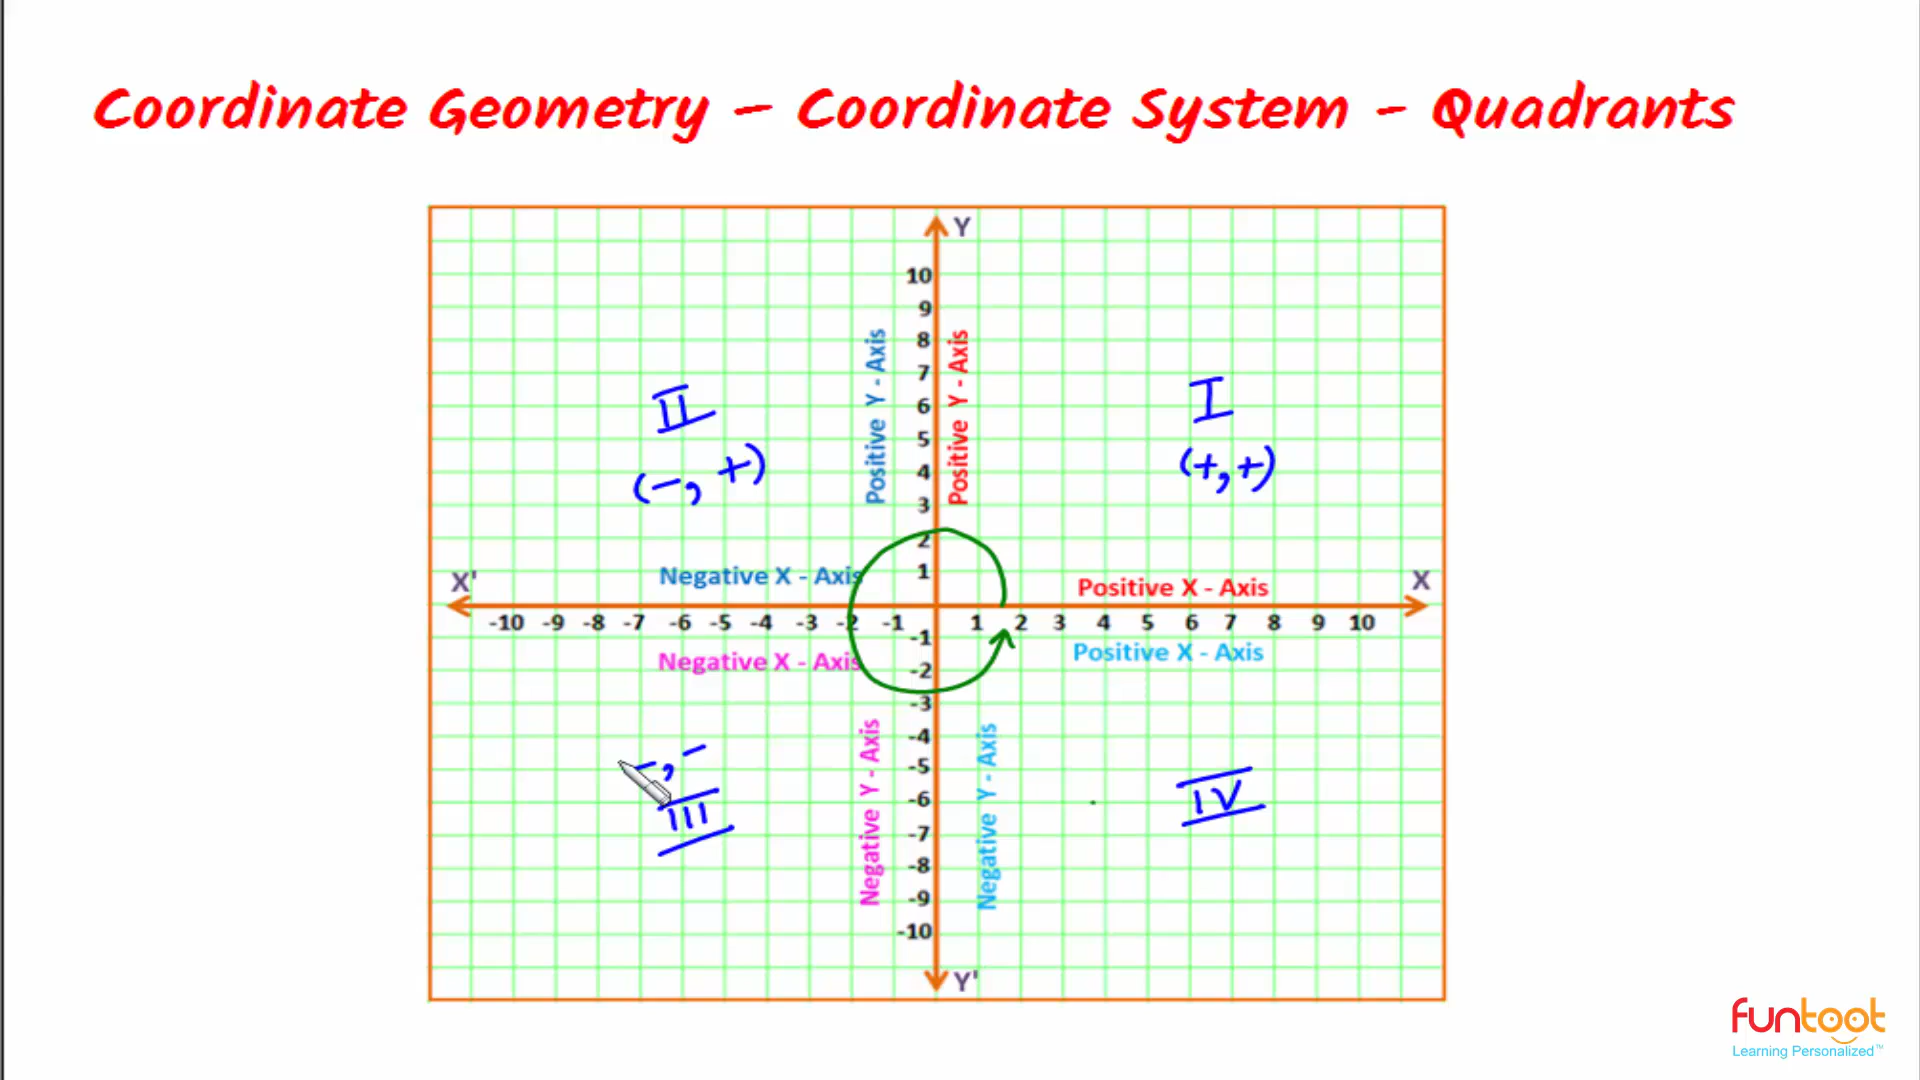 Coordinate Geometry – Coordinate System - Quadrants
Y
10
9
8
7
6
5
4
3
2
1
Positive Y - Axis
Positive Y - Axis
II
(-, +)
I
(+,+)
Negative X - Axis
Positive X - Axis
X'
X
-10 -9 -8 -7 -6 -5 -4 -3 -2 -1 1 2 3 4 5 6 7 8 9 10
Negative X - Axis
Positive X - Axis
-1
-2
-3
-4
-5
-6
-7
-8
-9
-10
Negative Y - Axis
Negative Y - Axis
-,-
III
IV
Y'
funtoot
Learning Personalized™